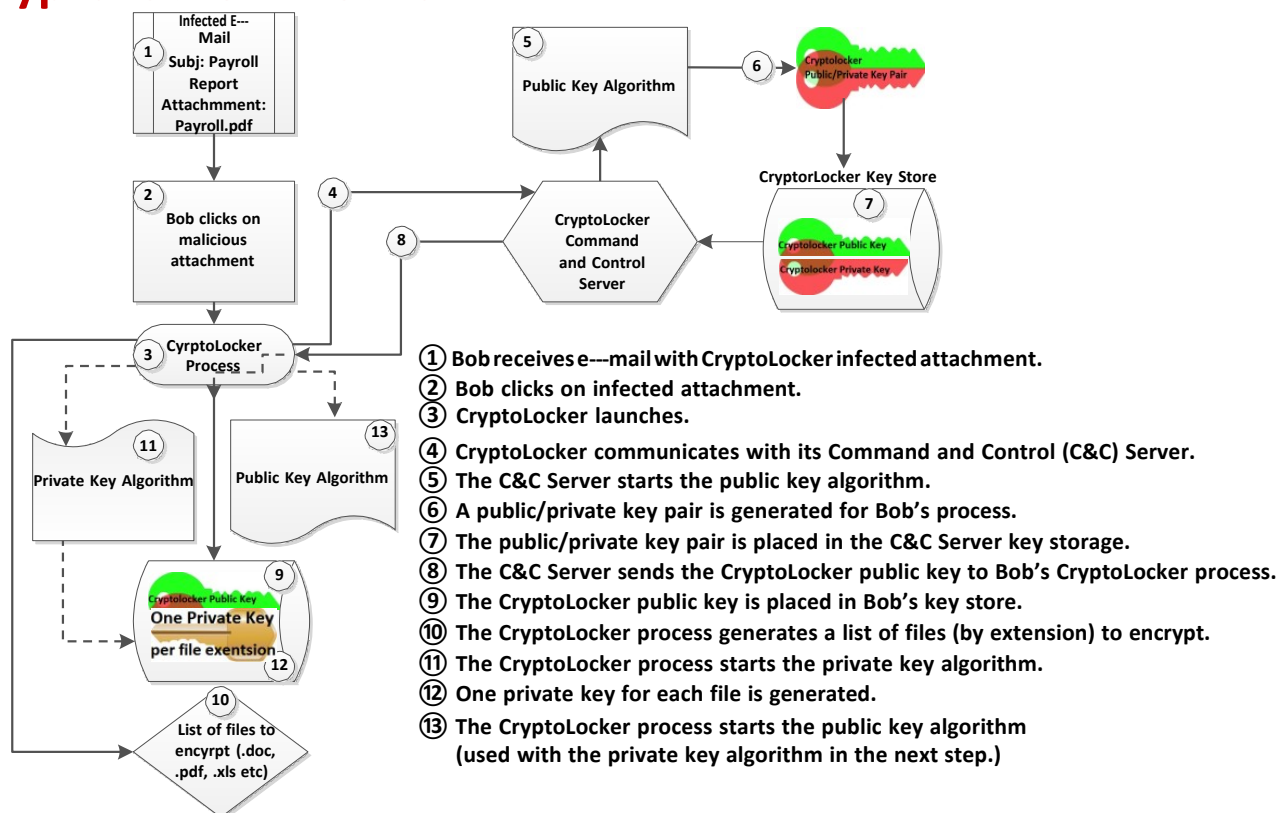 Infected E---
Mail
Subj: Payroll
Report
Attachmment:
Payroll.pdf
1
2
Bob clicks on
malicious
attachment
3
CyrptoLocker
Process
4
5
Public Key Algorithm
6
Cryptolocker
Public/Private Key Pair
CryptorLocker Key Store
7
Cryptolocker Public Key
Cryptolocker Private Key
CryptoLocker
Command
and Control
Server
8
11
Private Key Algorithm
13
Public Key Algorithm
9
Cryptolocker Public Key
One Private Key
per file exentsion
12
10
List of files to
encyrpt (.doc,
.pdf, .xls etc)
① Bob receives e---mail with CryptoLocker infected attachment.
② Bob clicks on infected attachment.
③ CryptoLocker launches.
④ CryptoLocker communicates with its Command and Control (C&C) Server.
⑤ The C&C Server starts the public key algorithm.
⑥ A public/private key pair is generated for Bob's process.
⑦ The public/private key pair is placed in the C&C Server key storage.
⑧ The C&C Server sends the CryptoLocker public key to Bob's CryptoLocker process.
⑨ The CryptoLocker public key is placed in Bob's key store.
⑩ The CryptoLocker process generates a list of files (by extension) to encrypt.
⑪ The CryptoLocker process starts the private key algorithm.
⑫ One private key for each file is generated.
⑬ The CryptoLocker process starts the public key algorithm
(used with the private key algorithm in the next step.)